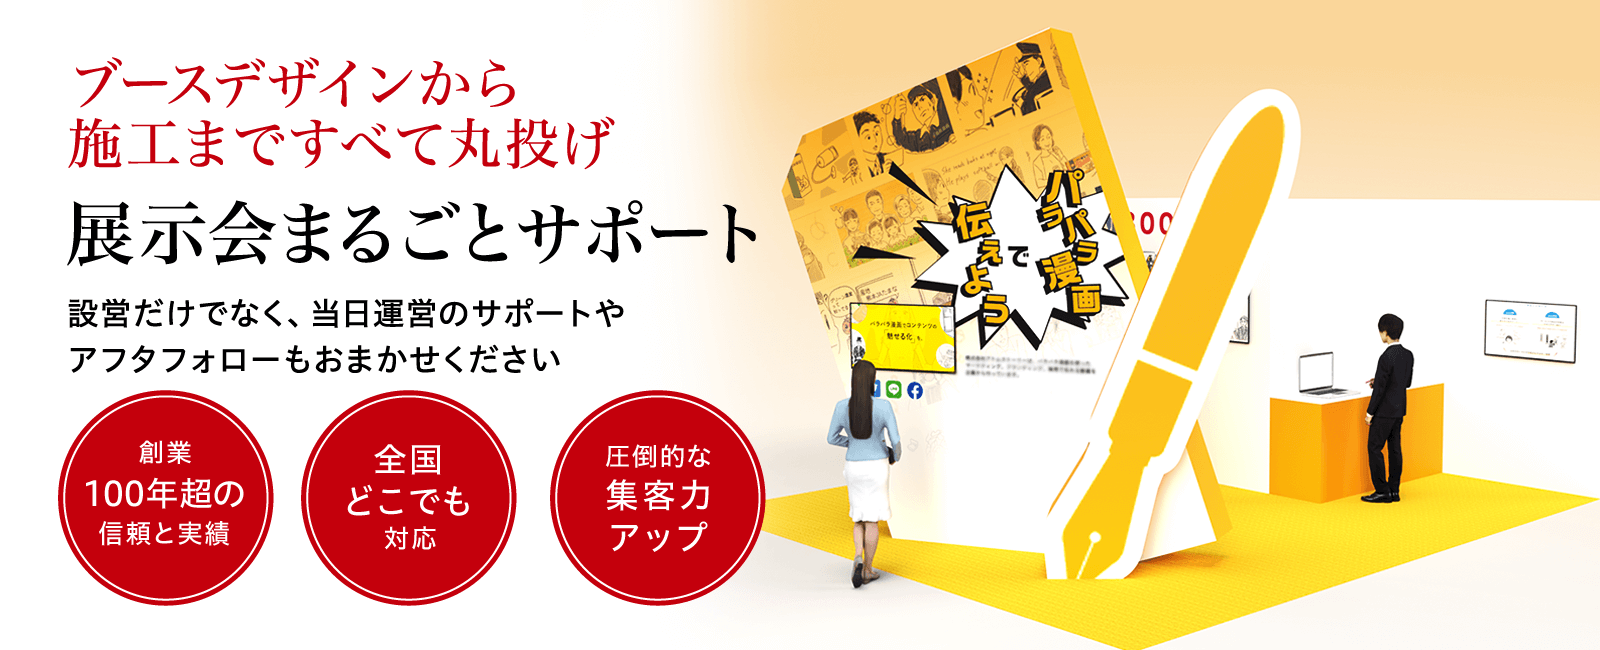 ブースデザインから
施工まですべて丸投げ
展示会まるごとサポート
設営だけでなく、当日運営のサポートや
アフタフォローもおまかせください
創業
100年超の
信頼と実績
全国
どこでも
対応
圧倒的な
集客力
アップ
パラパラ漫画
で
伝えよう
パラパラ漫画でコンテンツの
「魅せる化」を。